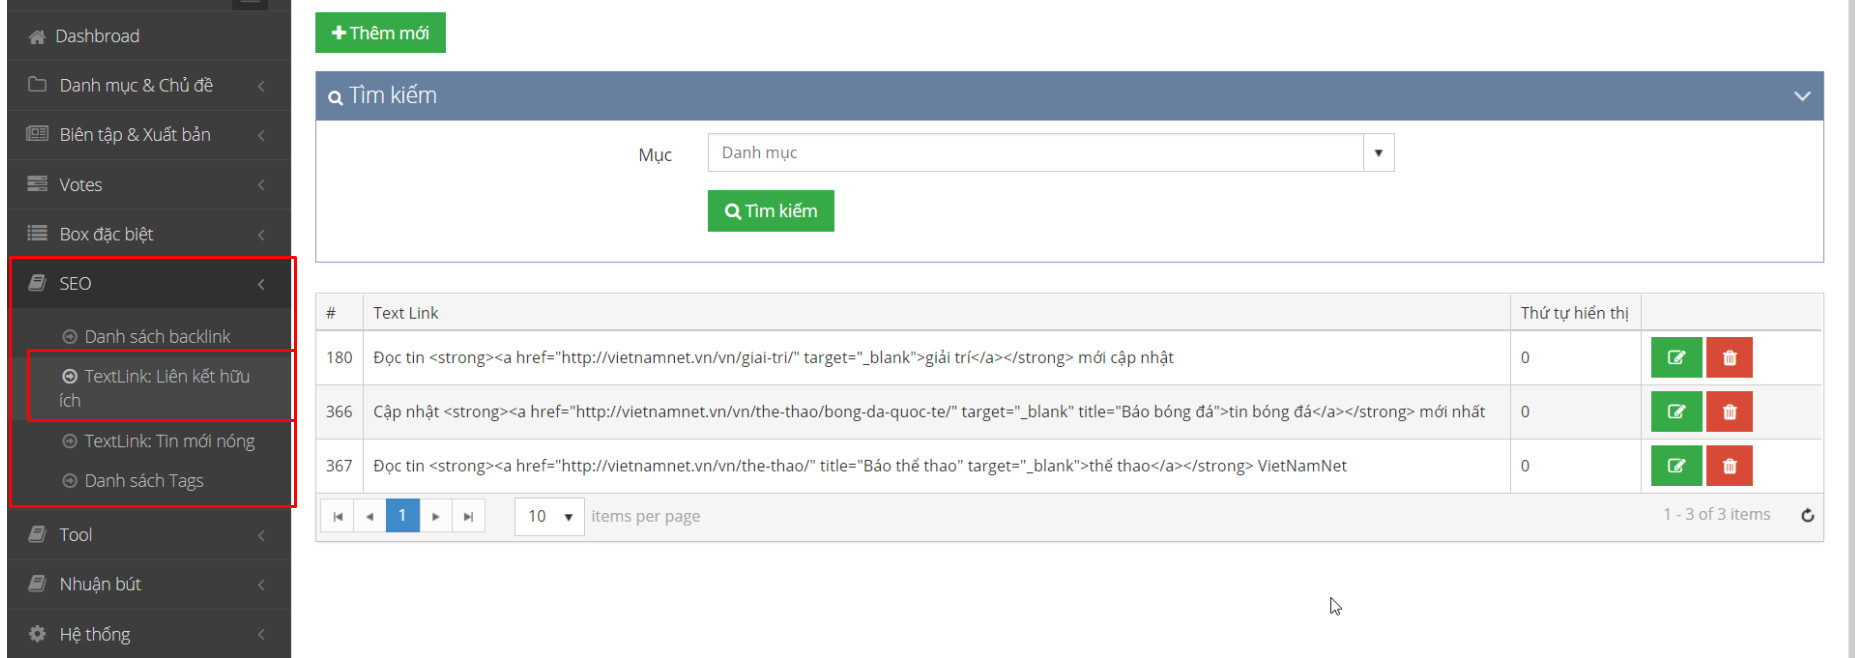 Dashbroad
Danh mục & Chủ đề
Biên tập & Xuất bản
Votes
Box đặc biệt
SEO
Danh sách backlink
TextLink: Liên kết hữu
ích
TextLink: Tin mới nóng
Danh sách Tags
Tool
Nhuận bút
Hệ thống
Thêm mới
Tìm kiếm
Mục
Danh mục
Tìm kiếm
# Text Link Thứ tự hiển thị
180 Đọc tin <strong><a href="http://vietnamnet.vn/vn/giai-tri/" target="_blank">giải trí</a></strong> mới cập nhật 0
366 Cập nhật <strong><a href="http://vietnamnet.vn/vn/the-thao/bong-da-quoc-te/" target="_blank" title="Báo bóng đá">tin bóng đá</a></strong> mới nhất 0
367 Đọc tin <strong><a href="http://vietnamnet.vn/vn/the-thao/" title="Báo thể thao" target="_blank">thể thao</a></strong> VietNamNet 0
1 10 items per page 1 - 3 of 3 items